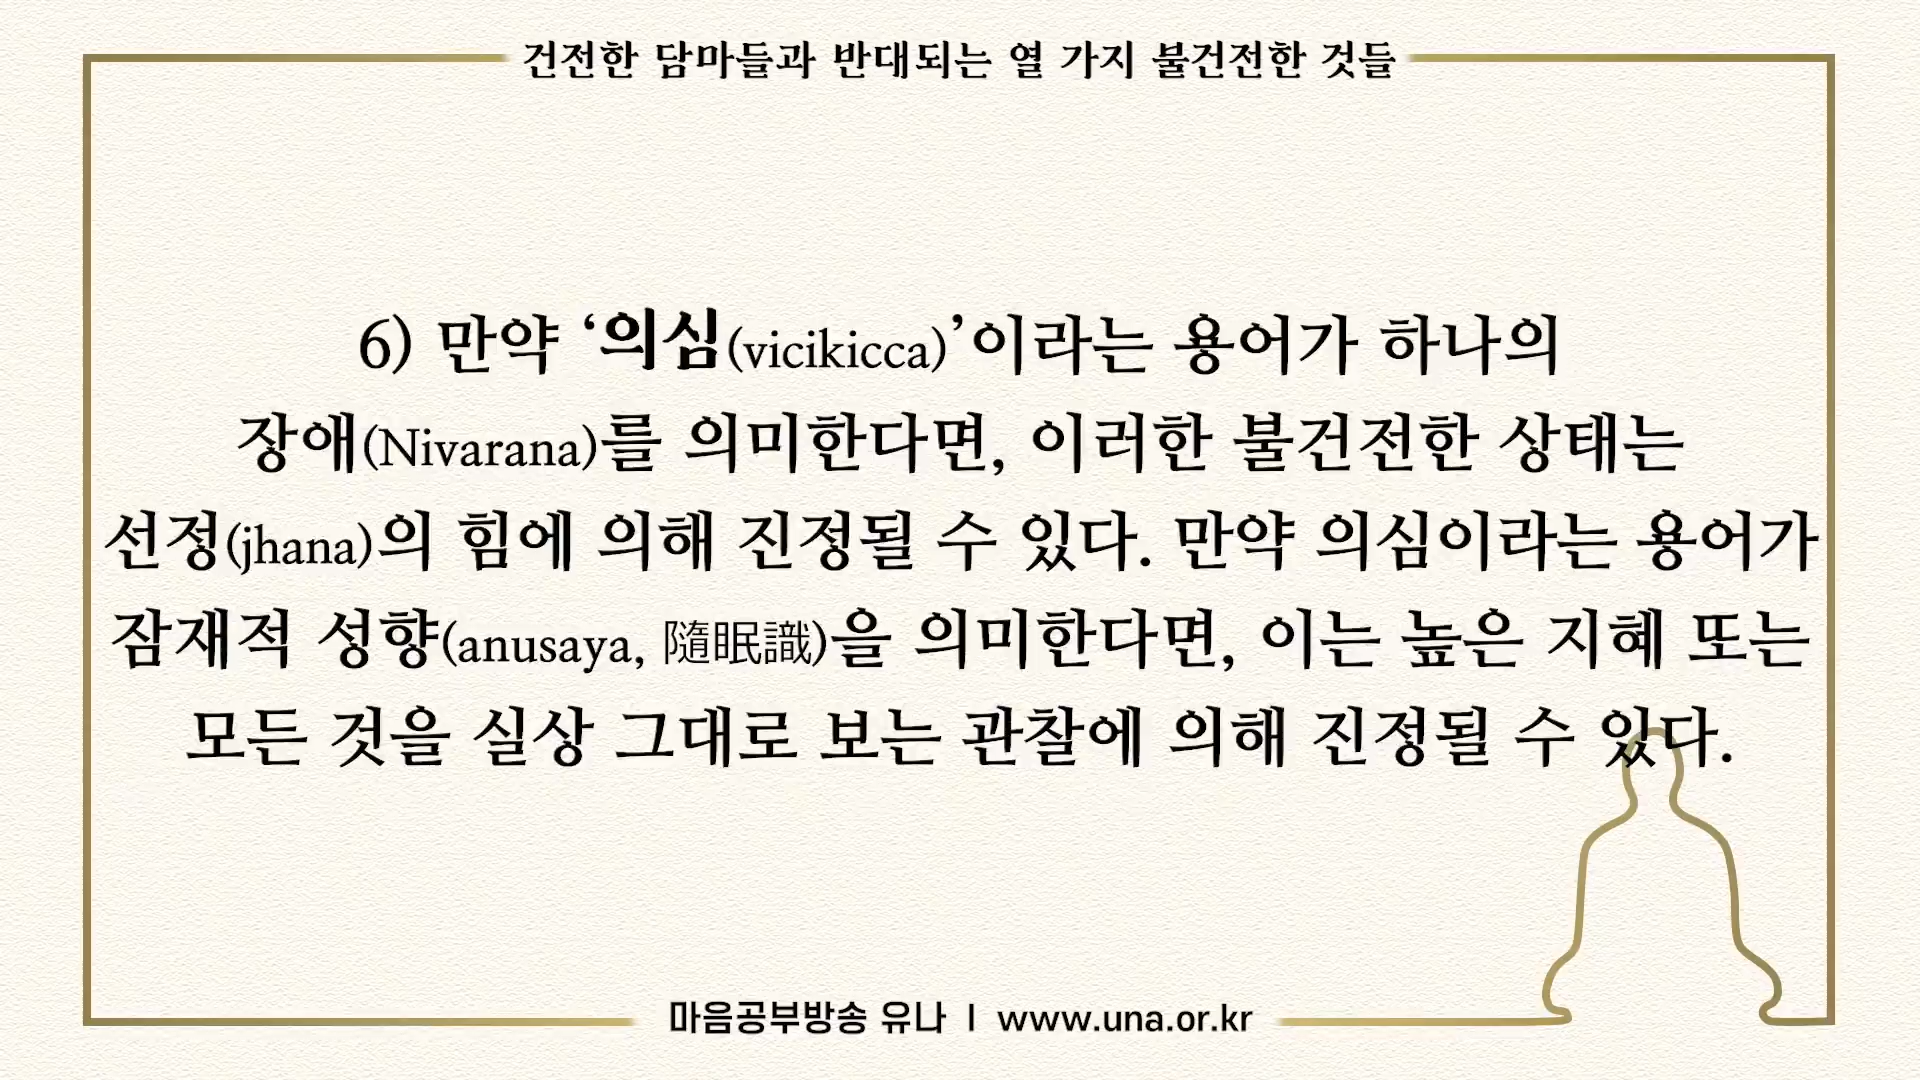 건전한 담마들과 반대되는 열 가지 불건전한 것들
6) 만약 ‘의심(vicikicca)’이라는 용어가 하나의
장애(Nivarana)를 의미한다면, 이러한 불건전한 상태는
선정(jhana)의 힘에 의해 진정될 수 있다. 만약 의심이라는 용어가
잠재적 성향(anusaya, 隨眠識)을 의미한다면, 이는 높은 지혜 또는
모든 것을 실상 그대로 보는 관찰에 의해 진정될 수 있다.
마음공부방송 유나 ㅣ www.una.or.kr